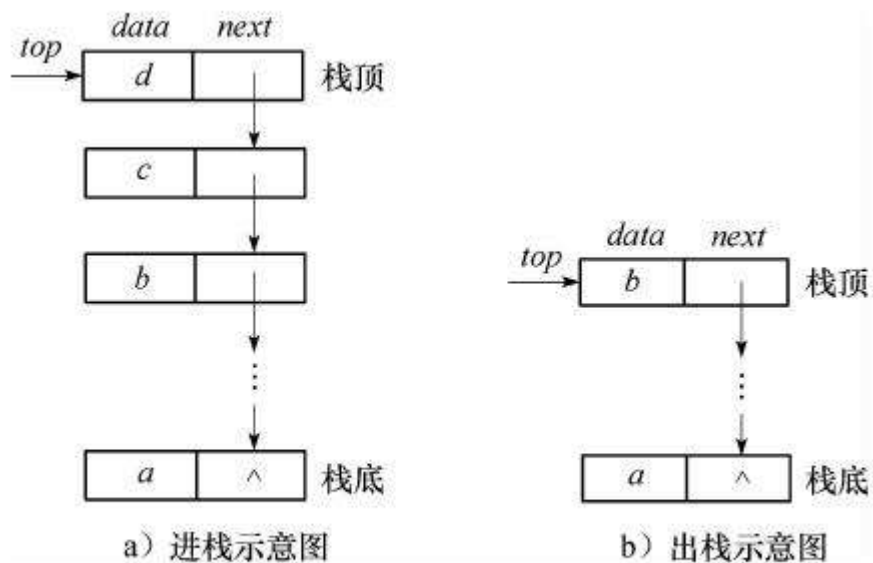 data next
top
d
栈顶
c
b
⋮
a ^ 栈底
a）进栈示意图
data next
top
b
栈顶
⋮
a ^ 栈底
b）出栈示意图